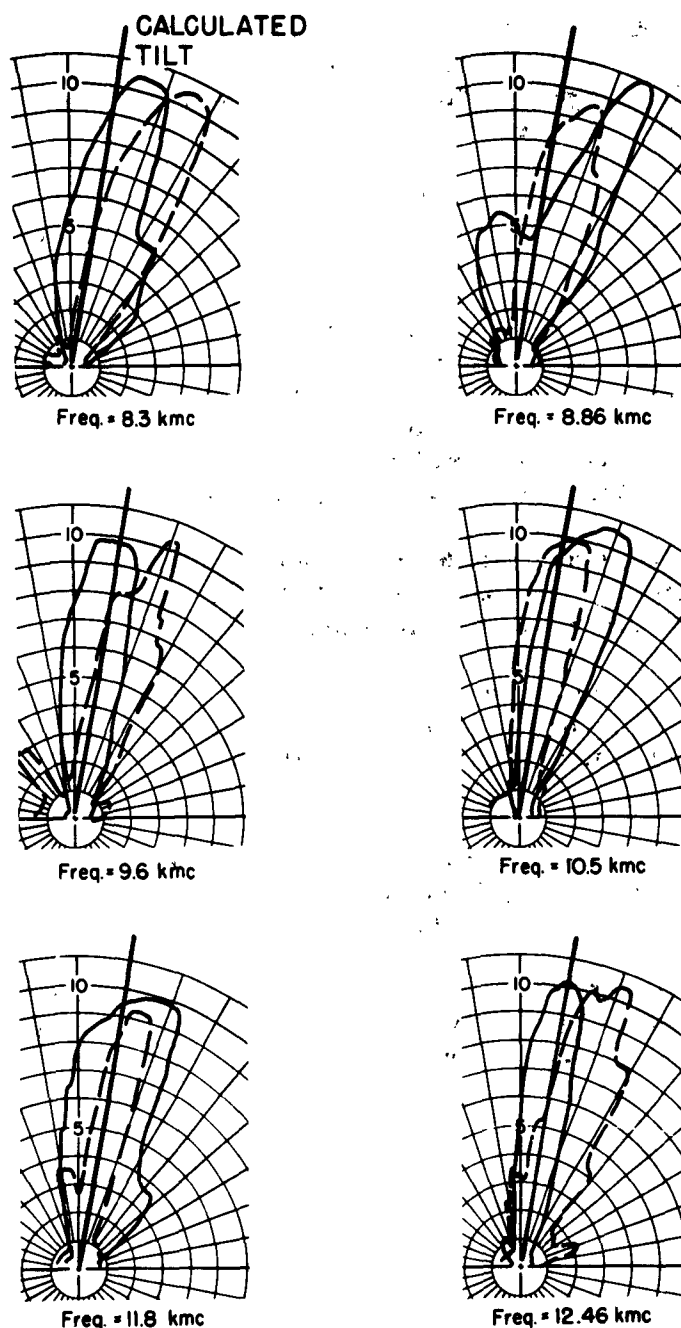 CALCULATED
TILT
10
5
Freq. = 8.3 kmc
10
5
Freq. = 8.86 kmc
10
5
Freq. = 9.6 kmc
10
5
Freq. = 10.5 kmc
10
5
Freq. = 11.8 kmc
10
5
Freq. = 12.46 kmc